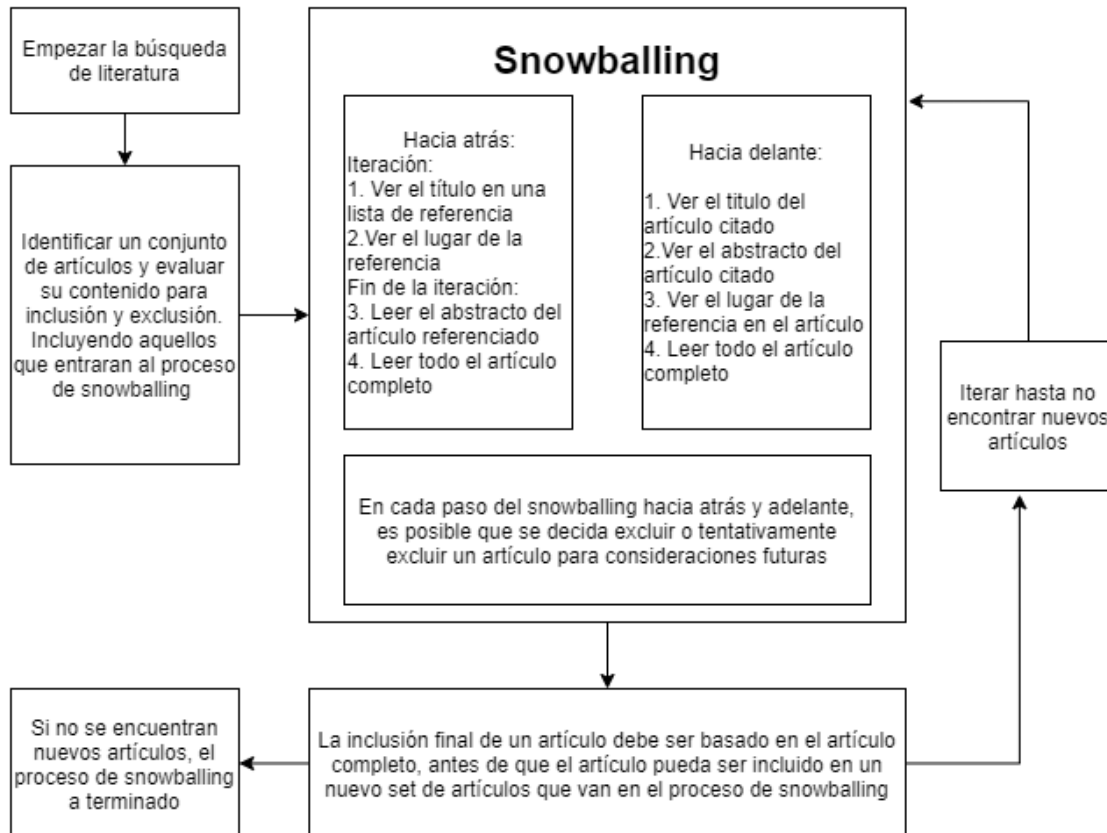 Empezar la búsqueda
de literatura
Identificar un conjunto
de artículos y evaluar
su contenido para
inclusión y exclusión.
Incluyendo aquellos
que entraran al proceso
de snowballing
Snowballing
Hacia atrás:
Iteración:
1. Ver el título en una
lista de referencia
2.Ver el lugar de la
referencia
Fin de la iteración:
3. Leer el abstracto del
artículo referenciado
4. Leer todo el artículo
completo
Hacia delante:
1. Ver el titulo del
artículo citado
2.Ver el abstracto del
artículo citado
3. Ver el lugar de la
referencia en el artículo
4. Leer todo el artículo
completo
En cada paso del snowballing hacia atrás y adelante,
es posible que se decida excluir o tentativamente
excluir un artículo para consideraciones futuras
Iterar hasta no
encontrar nuevos
artículos
Si no se encuentran
nuevos artículos, el
proceso de snowballing
a terminado
La inclusión final de un artículo debe ser basado en el artículo
completo, antes de que el artículo pueda ser incluido en un
nuevo set de artículos que van en el proceso de snowballing